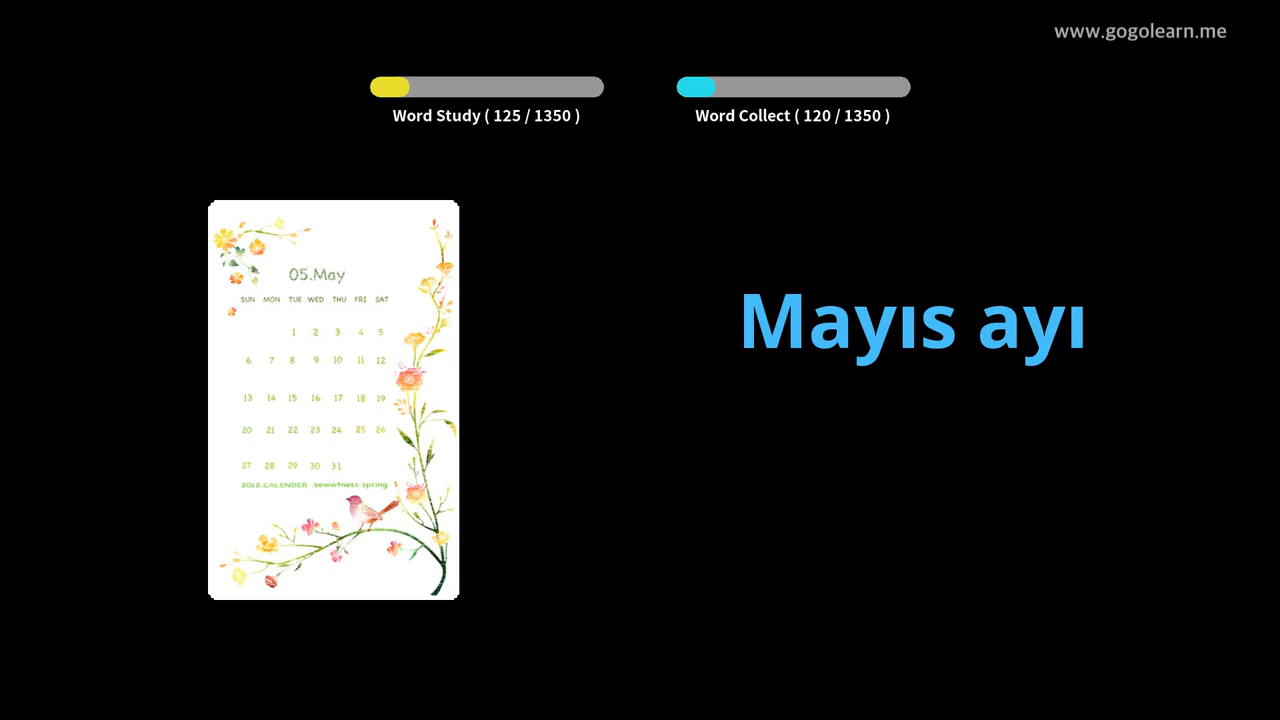 www.gogolearn.me
Word Study ( 125 / 1350 )
Word Collect ( 120 / 1350 )
05.May
SUN MON TUE WED THU FRI SAT
1 2 3 4 5
6 7 8 9 10 11 12
13 14 15 16 17 18 19
20 21 22 23 24 25 26
27 28 29 30 31
2012.CALENDER .sewwtness spring
Mayıs ayı